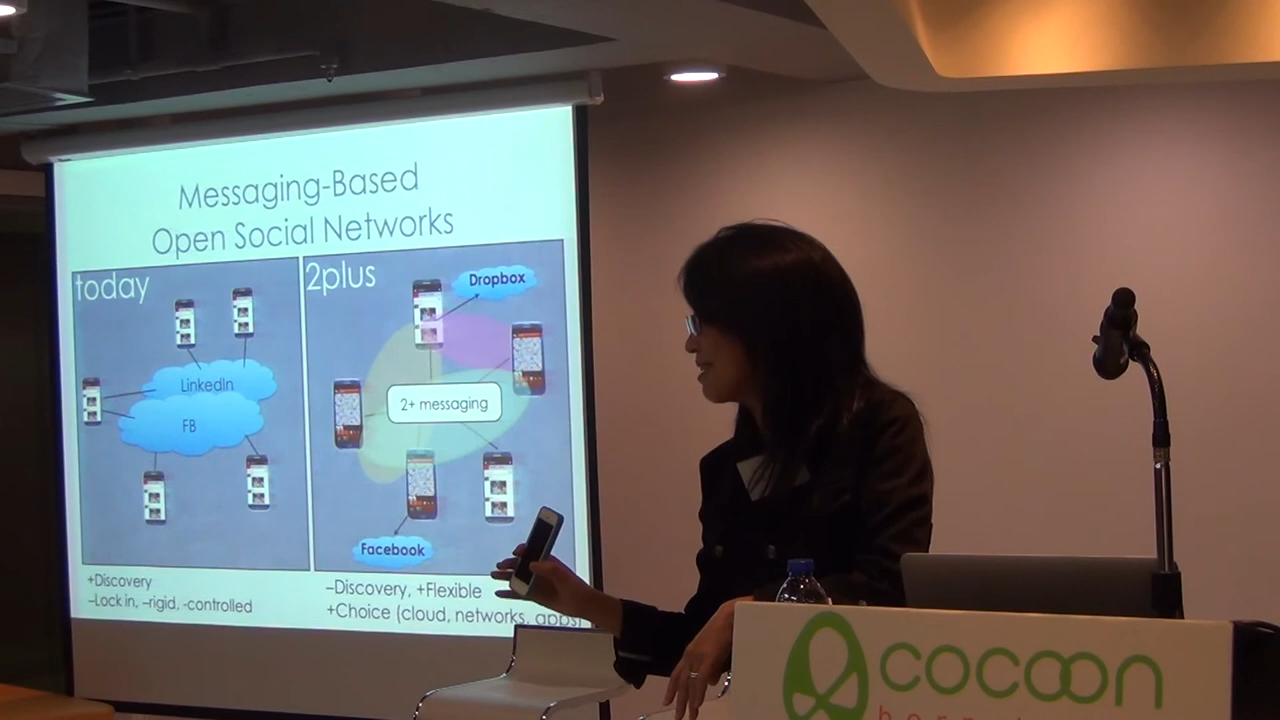 Messaging-Based
Open Social Networks
today
LinkedIn
FB
+Discovery
–Lock in, –rigid, -controlled
2plus
Dropbox
2+ messaging
Facebook
–Discovery, +Flexible
+Choice (cloud, networks, apps)
cocoon